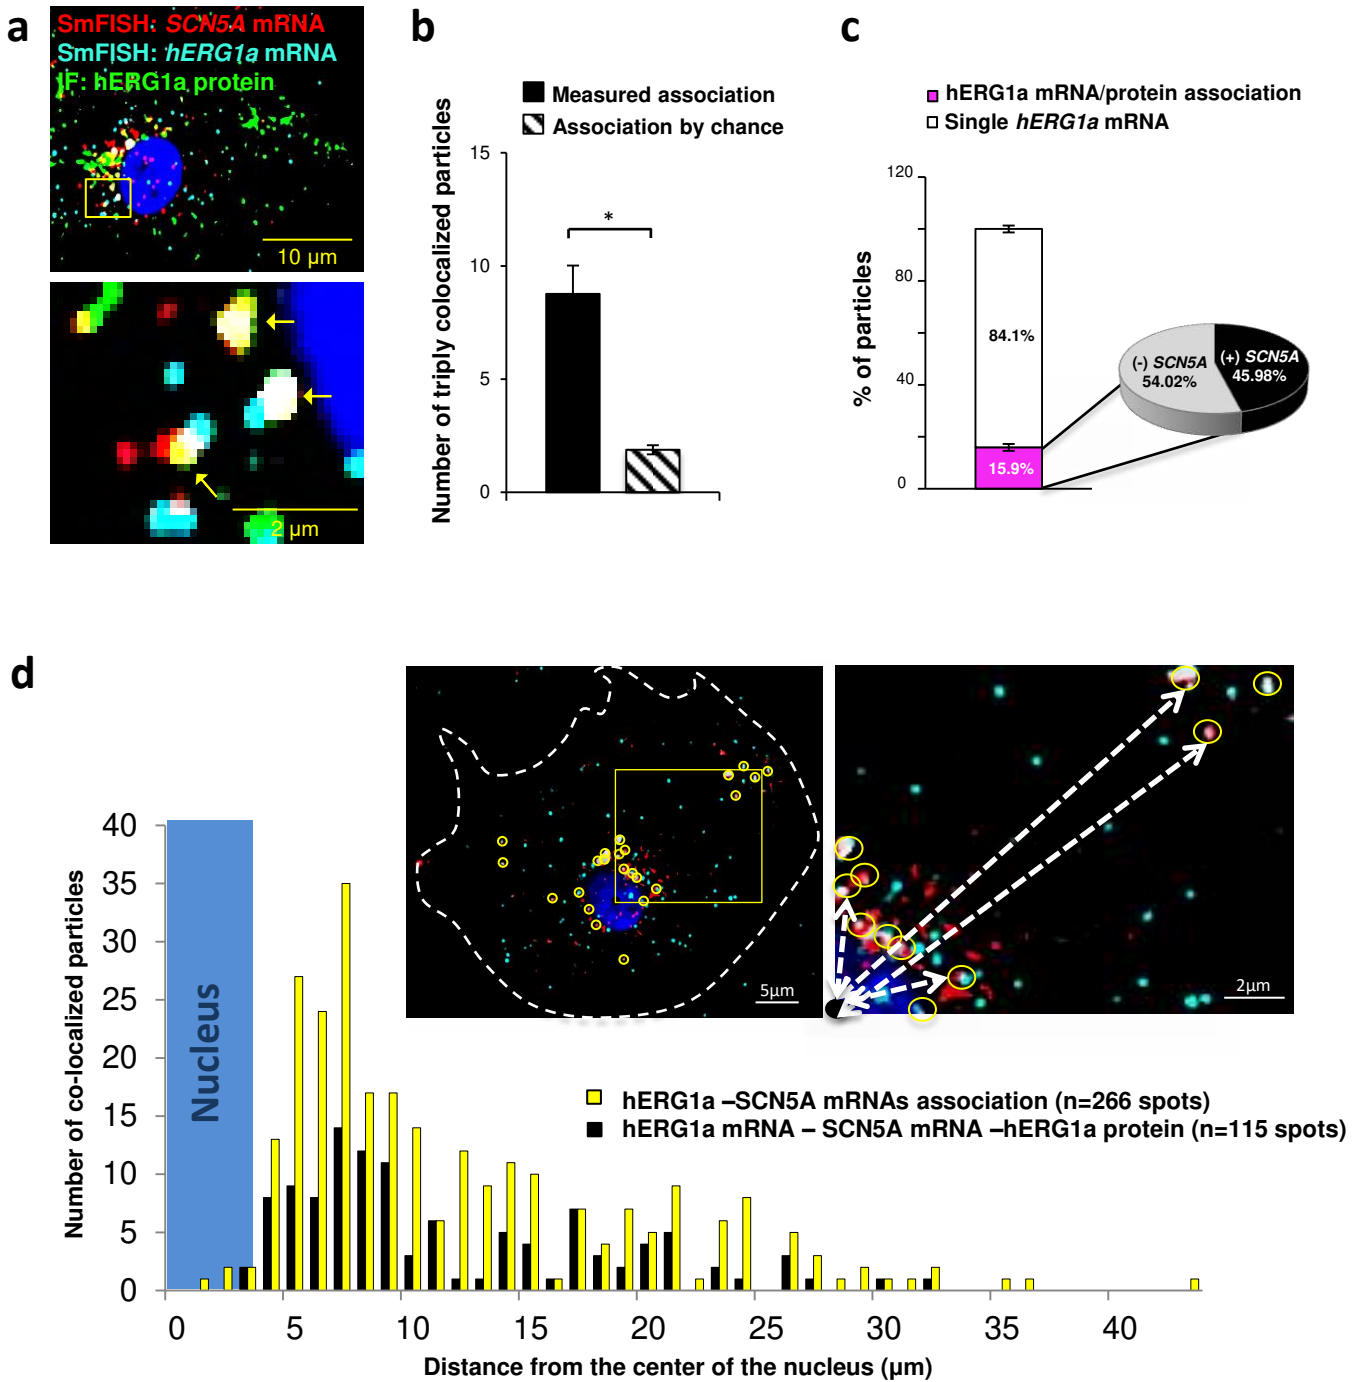 a
SmFISH: SCN5A mRNA
SmFISH: hERG1a mRNA
IF: hERG1a protein
10 µm
2 µm
b
Measured association
Association by chance
Number of triply colocalized particles
15
10
5
0
*
c
hERG1a mRNA/protein association
Single hERG1a mRNA
% of particles
120
80
40
0
84.1%
15.9%
(-) SCN5A
54.02%
(+) SCN5A
45.98%
d
5µm
2µm
Number of co-localized particles
40
35
30
25
20
15
10
5
0
Nucleus
hERG1a –SCN5A mRNAs association (n=266 spots)
hERG1a mRNA – SCN5A mRNA –hERG1a protein (n=115 spots)
0 5 10 15 20 25 30 35 40
Distance from the center of the nucleus (µm)